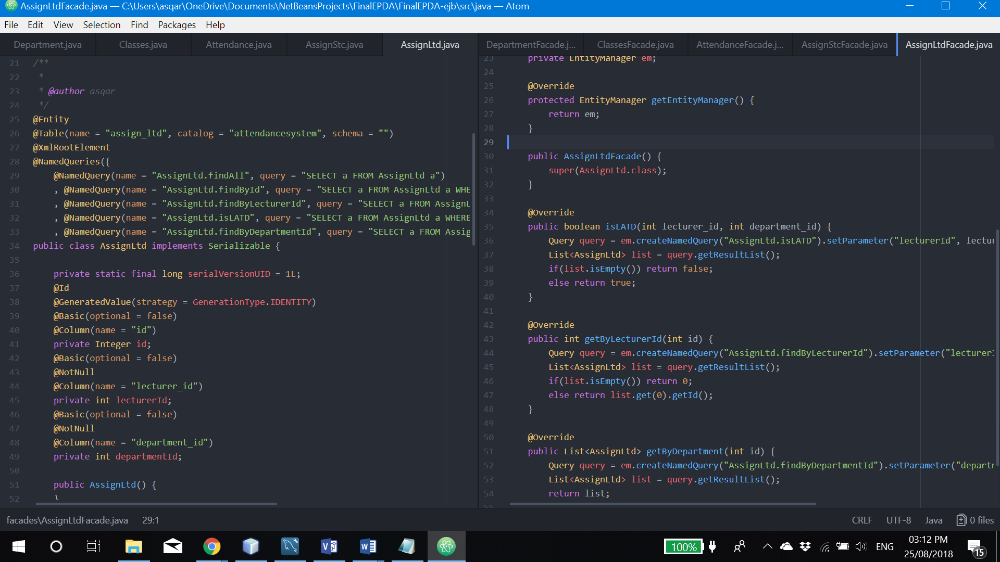 AssignLtdFacade.java — C:\Users\asqar\OneDrive\Documents\NetBeansProjects\FinalEPDA\FinalEPDA-ejb\src\java — Atom
File Edit View Selection Find Packages Help
Department.java Classes.java Attendance.java AssignStc.java AssignLtd.java
21 /**
22 *
23 * @author asqar
24 */
25 @Entity
26 @Table(name = "assign_ltd", catalog = "attendancesystem", schema = "")
27 @XmlRootElement
28 @NamedQueries({
29 @NamedQuery(name = "AssignLtd.findAll", query = "SELECT a FROM AssignLtd a")
30 , @NamedQuery(name = "AssignLtd.findById", query = "SELECT a FROM AssignLtd a WHE
31 , @NamedQuery(name = "AssignLtd.findByLecturerId", query = "SELECT a FROM AssignL
32 , @NamedQuery(name = "AssignLtd.isLATD", query = "SELECT a FROM AssignLtd a WHERE
33 , @NamedQuery(name = "AssignLtd.findByDepartmentId", query = "SELECT a FROM Assig
34 public class AssignLtd implements Serializable {
35
36 private static final long serialVersionUID = 1L;
37 @Id
38 @GeneratedValue(strategy = GenerationType.IDENTITY)
39 @Basic(optional = false)
40 @Column(name = "id")
41 private Integer id;
42 @Basic(optional = false)
43 @NotNull
44 @Column(name = "lecturer_id")
45 private int lecturerId;
46 @Basic(optional = false)
47 @NotNull
48 @Column(name = "department_id")
49 private int departmentId;
50
51 public AssignLtd() {
52 }
DepartmentFacade.j... ClassesFacade.java AttendanceFacade.j... AssignStcFacade.java AssignLtdFacade.java
23 private EntityManager em;
24
25 @Override
26 protected EntityManager getEntityManager() {
27 return em;
28 }
29
30 public AssignLtdFacade() {
31 super(AssignLtd.class);
32 }
33
34 @Override
35 public boolean isLATD(int lecturer_id, int department_id) {
36 Query query = em.createNamedQuery("AssignLtd.isLATD").setParameter("lecturerId", lectur
37 List<AssignLtd> list = query.getResultList();
38 if(list.isEmpty()) return false;
39 else return true;
40 }
41
42 @Override
43 public int getByLecturerId(int id) {
44 Query query = em.createNamedQuery("AssignLtd.findByLecturerId").setParameter("lecturerI
45 List<AssignLtd> list = query.getResultList();
46 if(list.isEmpty()) return 0;
47 else return list.get(0).getId();
48 }
49
50 @Override
51 public List<AssignLtd> getByDepartment(int id) {
52 Query query = em.createNamedQuery("AssignLtd.findByDepartmentId").setParameter("departm
53 List<AssignLtd> list = query.getResultList();
54 return list;
55
facades\AssignLtdFacade.java 29:1 CRLF UTF-8 Java 0 files
100% ENG 03:12 PM
25/08/2018
15